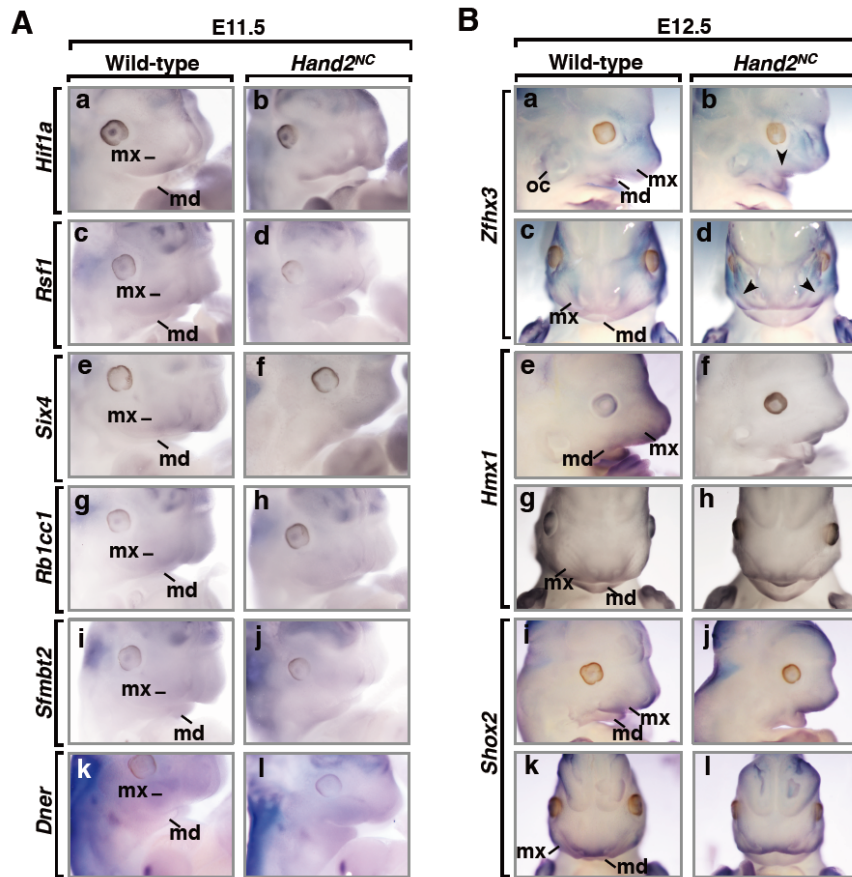 A
E11.5
Wild-type
Hand2NC
Hif1a
a
mx
md
b
Rsf1
c
mx
md
d
Six4
e
mx
md
f
Rb1cc1
g
mx
md
h
Sfmbt2
i
mx
md
j
Dner
k
mx
md
l
B
E12.5
Wild-type
Hand2NC
Zfhx3
a
oc
md
mx
b
c
mx
md
d
Hmx1
e
md
mx
f
g
mx
md
h
Shox2
i
md
mx
j
k
mx
md
l